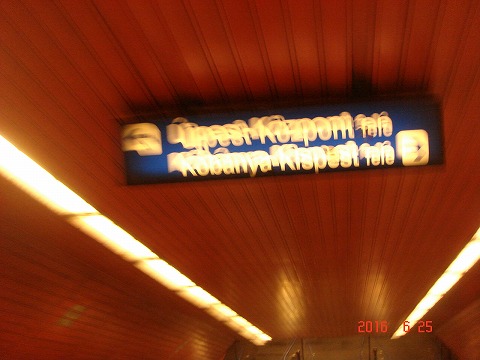 Újpest-Központ felé
Kőbánya-Kispest felé
2016 6 25